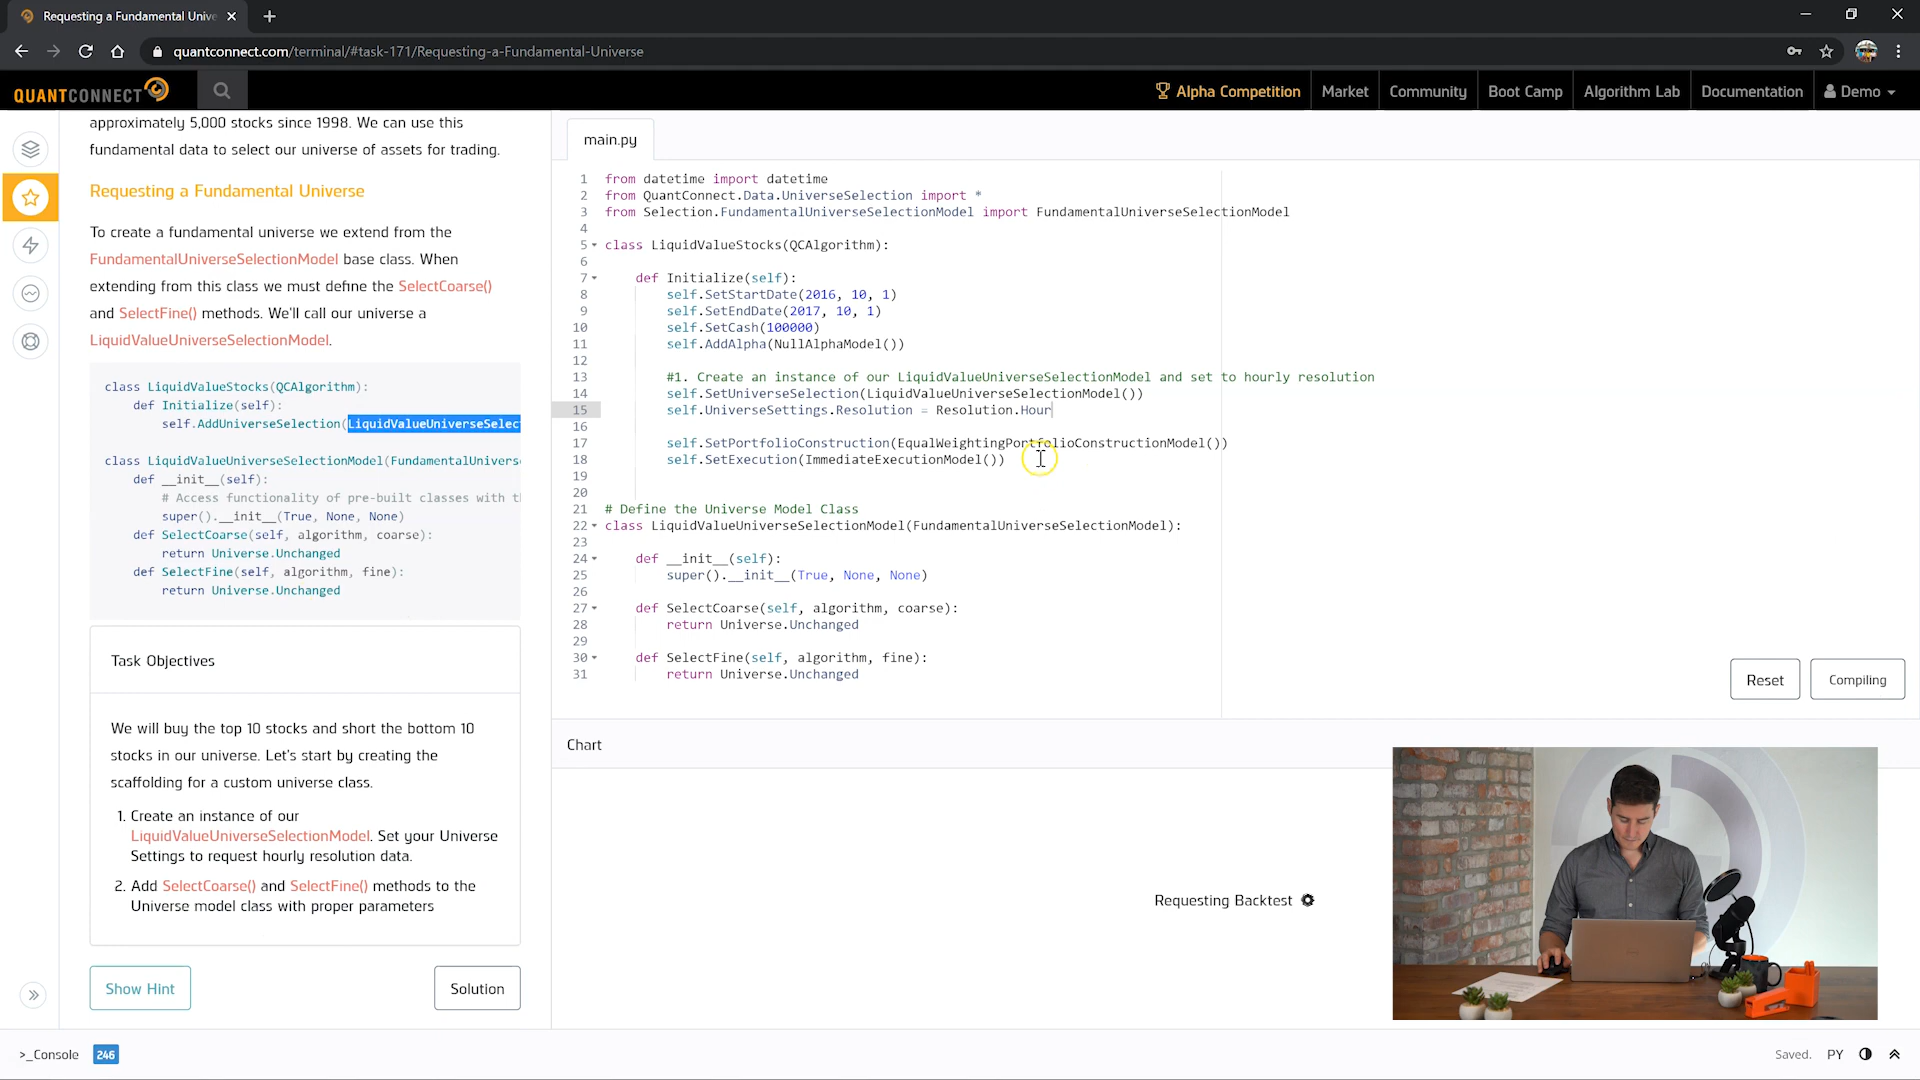 Requesting a Fundamental Unive
quantconnect.com/terminal/#task-171/Requesting-a-Fundamental-Universe
QUANTCONNECT
Alpha Competition
Market
Community
Boot Camp
Algorithm Lab
Documentation
Demo
approximately 5,000 stocks since 1998. We can use this
fundamental data to select our universe of assets for trading.
Requesting a Fundamental Universe
To create a fundamental universe we extend from the
FundamentalUniverseSelectionModel base class. When
extending from this class we must define the SelectCoarse()
and SelectFine() methods. We'll call our universe a
LiquidValueUniverseSelectionModel.
class LiquidValueStocks(QCAlgorithm):
def Initialize(self):
self.AddUniverseSelection(LiquidValueUniverseSelec
class LiquidValueUniverseSelectionModel(FundamentalUnivers
def __init__(self):
# Access functionality of pre-built classes with t
super().__init__(True, None, None)
def SelectCoarse(self, algorithm, coarse):
return Universe.Unchanged
def SelectFine(self, algorithm, fine):
return Universe.Unchanged
Task Objectives
We will buy the top 10 stocks and short the bottom 10
stocks in our universe. Let's start by creating the
scaffolding for a custom universe class.
1. Create an instance of our
LiquidValueUniverseSelectionModel. Set your Universe
Settings to request hourly resolution data.
2. Add SelectCoarse() and SelectFine() methods to the
Universe model class with proper parameters
Show Hint
Solution
main.py
1 from datetime import datetime
2 from QuantConnect.Data.UniverseSelection import *
3 from Selection.FundamentalUniverseSelectionModel import FundamentalUniverseSelectionModel
4
5 class LiquidValueStocks(QCAlgorithm):
6
7 def Initialize(self):
8 self.SetStartDate(2016, 10, 1)
9 self.SetEndDate(2017, 10, 1)
10 self.SetCash(100000)
11 self.AddAlpha(NullAlphaModel())
12
13 #1. Create an instance of our LiquidValueUniverseSelectionModel and set to hourly resolution
14 self.SetUniverseSelection(LiquidValueUniverseSelectionModel())
15 self.UniverseSettings.Resolution = Resolution.Hour
16
17 self.SetPortfolioConstruction(EqualWeightingPortfolioConstructionModel())
18 self.SetExecution(ImmediateExecutionModel())
19
20
21 # Define the Universe Model Class
22 class LiquidValueUniverseSelectionModel(FundamentalUniverseSelectionModel):
23
24 def __init__(self):
25 super().__init__(True, None, None)
26
27 def SelectCoarse(self, algorithm, coarse):
28 return Universe.Unchanged
29
30 def SelectFine(self, algorithm, fine):
31 return Universe.Unchanged
Reset
Compiling
Chart
Requesting Backtest
>_Console 246
Saved. PY